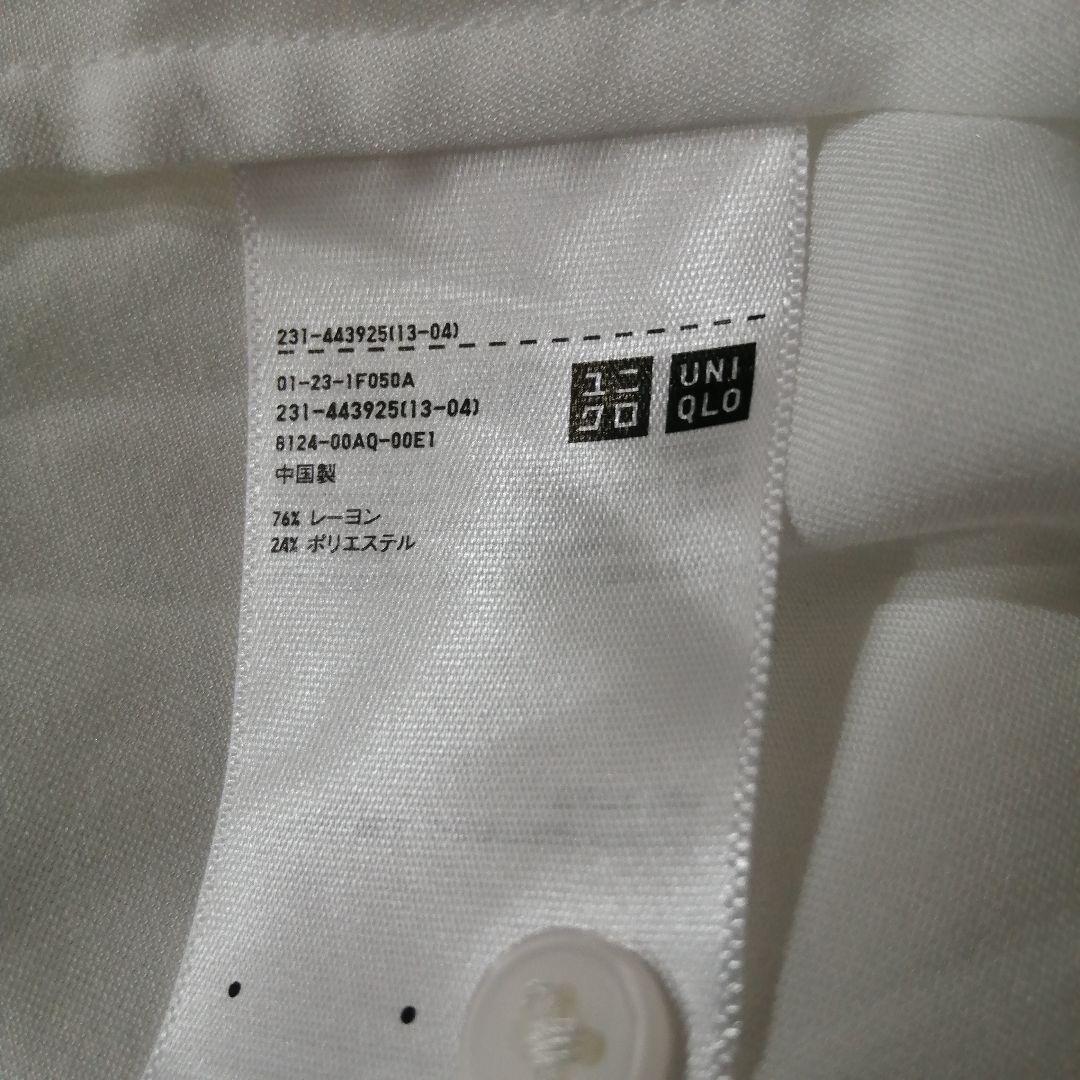 231-443925(13-04)
01-23-1F050A
231-443925(13-04)
8124-00AQ-00E1
中国製
76% レーヨン
24% ポリエステル
ユニ
クロ
UNI
QLO